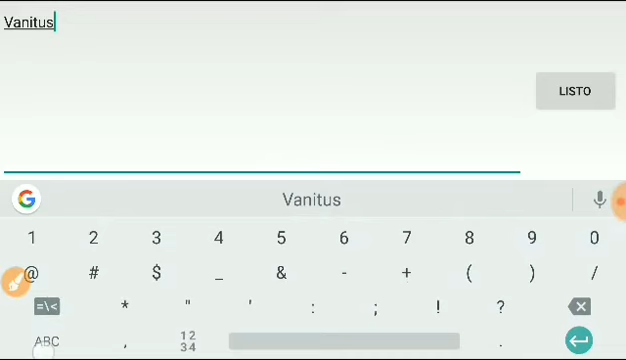 Vanitus
LISTO
G Vanitus
1 2 3 4 5 6 7 8 9 0
@ # $ _ & - + ( ) /
=\< * " ' : ; ! ?
ABC , 12 34 .